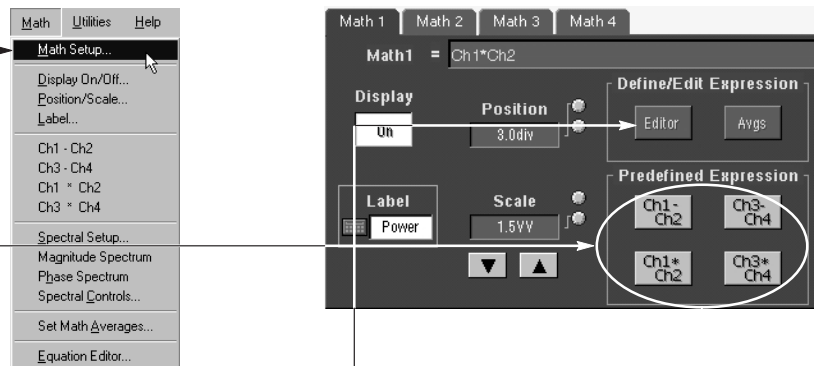 Math Utilities Help
Math Setup...
Display On/Off...
Position/Scale...
Label...
Ch1 - Ch2
Ch3 - Ch4
Ch1 * Ch2
Ch3 * Ch4
Spectral Setup...
Magnitude Spectrum
Phase Spectrum
Spectral Controls...
Set Math Averages...
Equation Editor...
Math 1 Math 2 Math 3 Math 4
Math1 = Ch1*Ch2
Display
Un
Position
3.0div
Define/Edit Expression
Editor Avgs
Label
Power
Scale
1.5VV
Predefined Expression
Ch1-
Ch2
Ch3-
Ch4
Ch1*
Ch2
Ch3*
Ch4